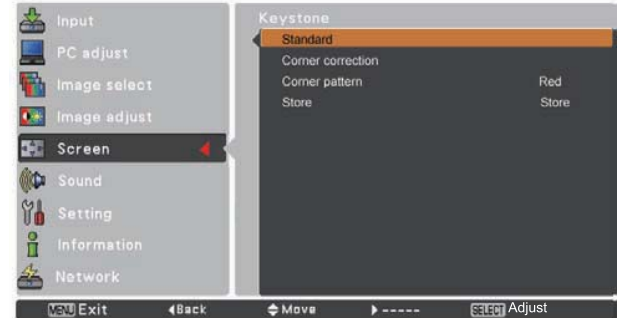 Input
PC adjust
Image select
Image adjust
Screen
Sound
Setting
Information
Network
Keystone
Standard
Corner correction
Corner pattern Red
Store Store
MENU Exit Back Move ----- SELECT Adjust